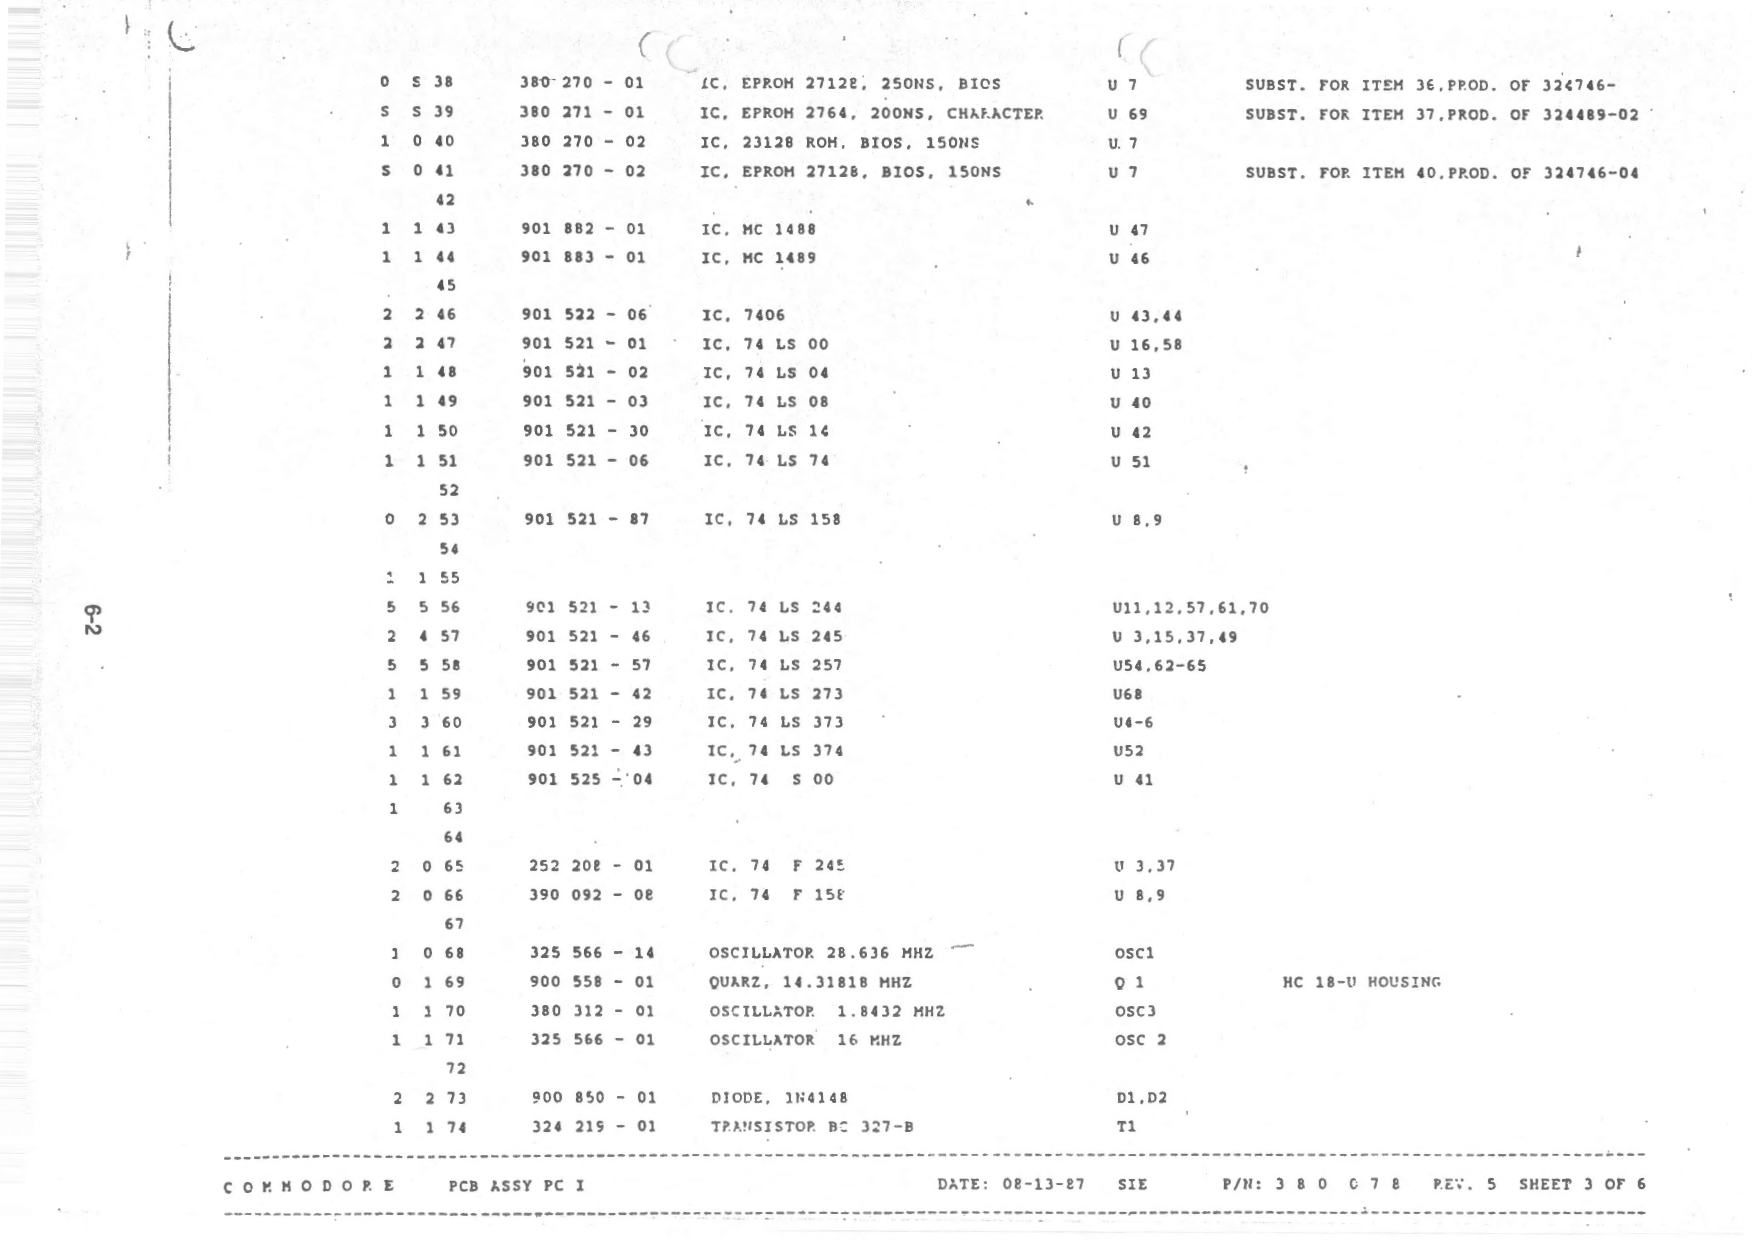 0 S 38 380 270 - 01 IC, EPROM 27128, 250NS, BIOS U 7 SUBST. FOR ITEM 36,PROD. OF 324746-
S S 39 380 271 - 01 IC, EPROM 2764, 200NS, CHARACTER U 69 SUBST. FOR ITEM 37,PROD. OF 324489-02
1 0 40 380 270 - 02 IC, 23128 ROM, BIOS, 150NS U. 7
S 0 41 380 270 - 02 IC, EPROM 27128, BIOS, 150NS U 7 SUBST. FOR ITEM 40,PROD. OF 324746-04
42
1 1 43 901 882 - 01 IC, MC 1488 U 47
1 1 44 901 883 - 01 IC, MC 1489 U 46
45
2 2 46 901 522 - 06 IC, 7406 U 43,44
2 2 47 901 521 - 01 IC, 74 LS 00 U 16,58
1 1 48 901 521 - 02 IC, 74 LS 04 U 13
1 1 49 901 521 - 03 IC, 74 LS 08 U 40
1 1 50 901 521 - 30 IC, 74 LS 14 U 42
1 1 51 901 521 - 06 IC, 74 LS 74 U 51
52
0 2 53 901 521 - 87 IC, 74 LS 158 U 8,9
54
1 1 55
5 5 56 901 521 - 13 IC, 74 LS 244 U11,12,57,61,70
2 4 57 901 521 - 46 IC, 74 LS 245 U 3,15,37,49
5 5 58 901 521 - 57 IC, 74 LS 257 U54,62-65
1 1 59 901 521 - 42 IC, 74 LS 273 U68
3 3 60 901 521 - 29 IC, 74 LS 373 U4-6
1 1 61 901 521 - 43 IC, 74 LS 374 U52
1 1 62 901 525 - 04 IC, 74 S 00 U 41
1 63
64
2 0 65 252 208 - 01 IC, 74 F 245 U 3,37
2 0 66 390 092 - 08 IC, 74 F 158 U 8,9
67
1 0 68 325 566 - 14 OSCILLATOR 28.636 MHZ OSC1
0 1 69 900 558 - 01 QUARZ, 14.31818 MHZ Q 1 HC 18-U HOUSING
1 1 70 380 312 - 01 OSCILLATOR 1.8432 MHZ OSC3
1 1 71 325 566 - 01 OSCILLATOR 16 MHZ OSC 2
72
2 2 73 900 850 - 01 DIODE, 1N4148 D1,D2
1 1 74 324 219 - 01 TRANSISTOR BC 327-B T1
C O M M O D O R E PCB ASSY PC I DATE: 08-13-87 SIE P/N: 3 8 0 0 7 8 REV. 5 SHEET 3 OF 6
6-2